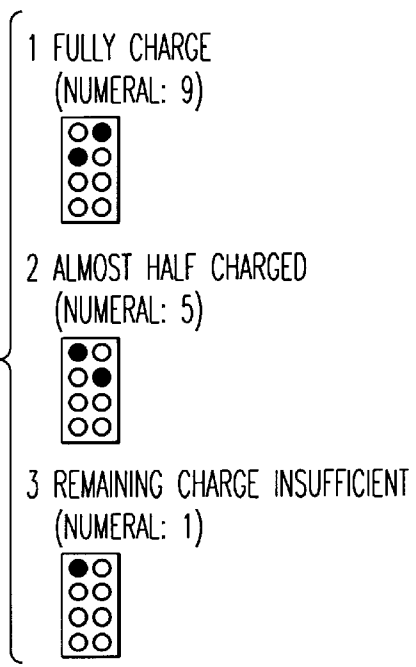 1 FULLY CHARGE
(NUMERAL: 9)
2 ALMOST HALF CHARGED
(NUMERAL: 5)
3 REMAINING CHARGE INSUFFICIENT
(NUMERAL: 1)